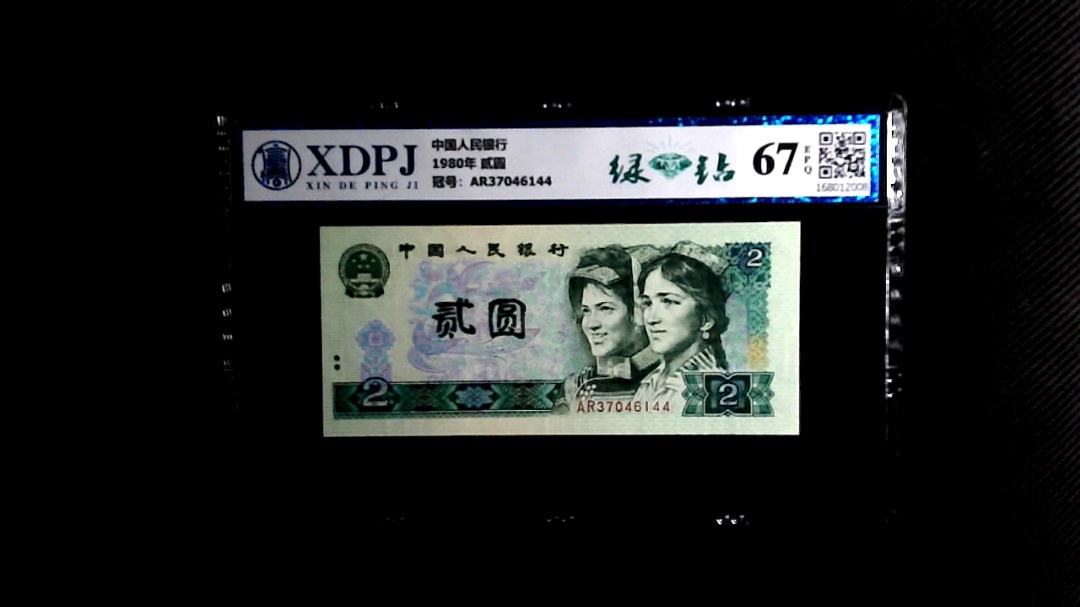 XDPJ
XIN DE PING JI
中国人民银行
1980年 贰圆
冠号: AR37046144
绿钻
67
EPQ
168012008
中国人民银行
贰圆
2
2
AR37046144
2